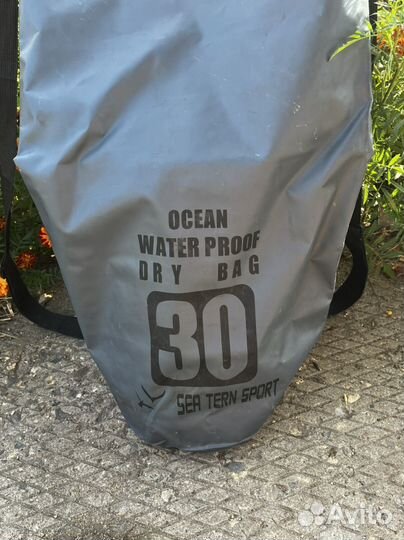 OCEAN
WATER PROOF
DRY BAG
30
SEA TERN SPORT
Avito